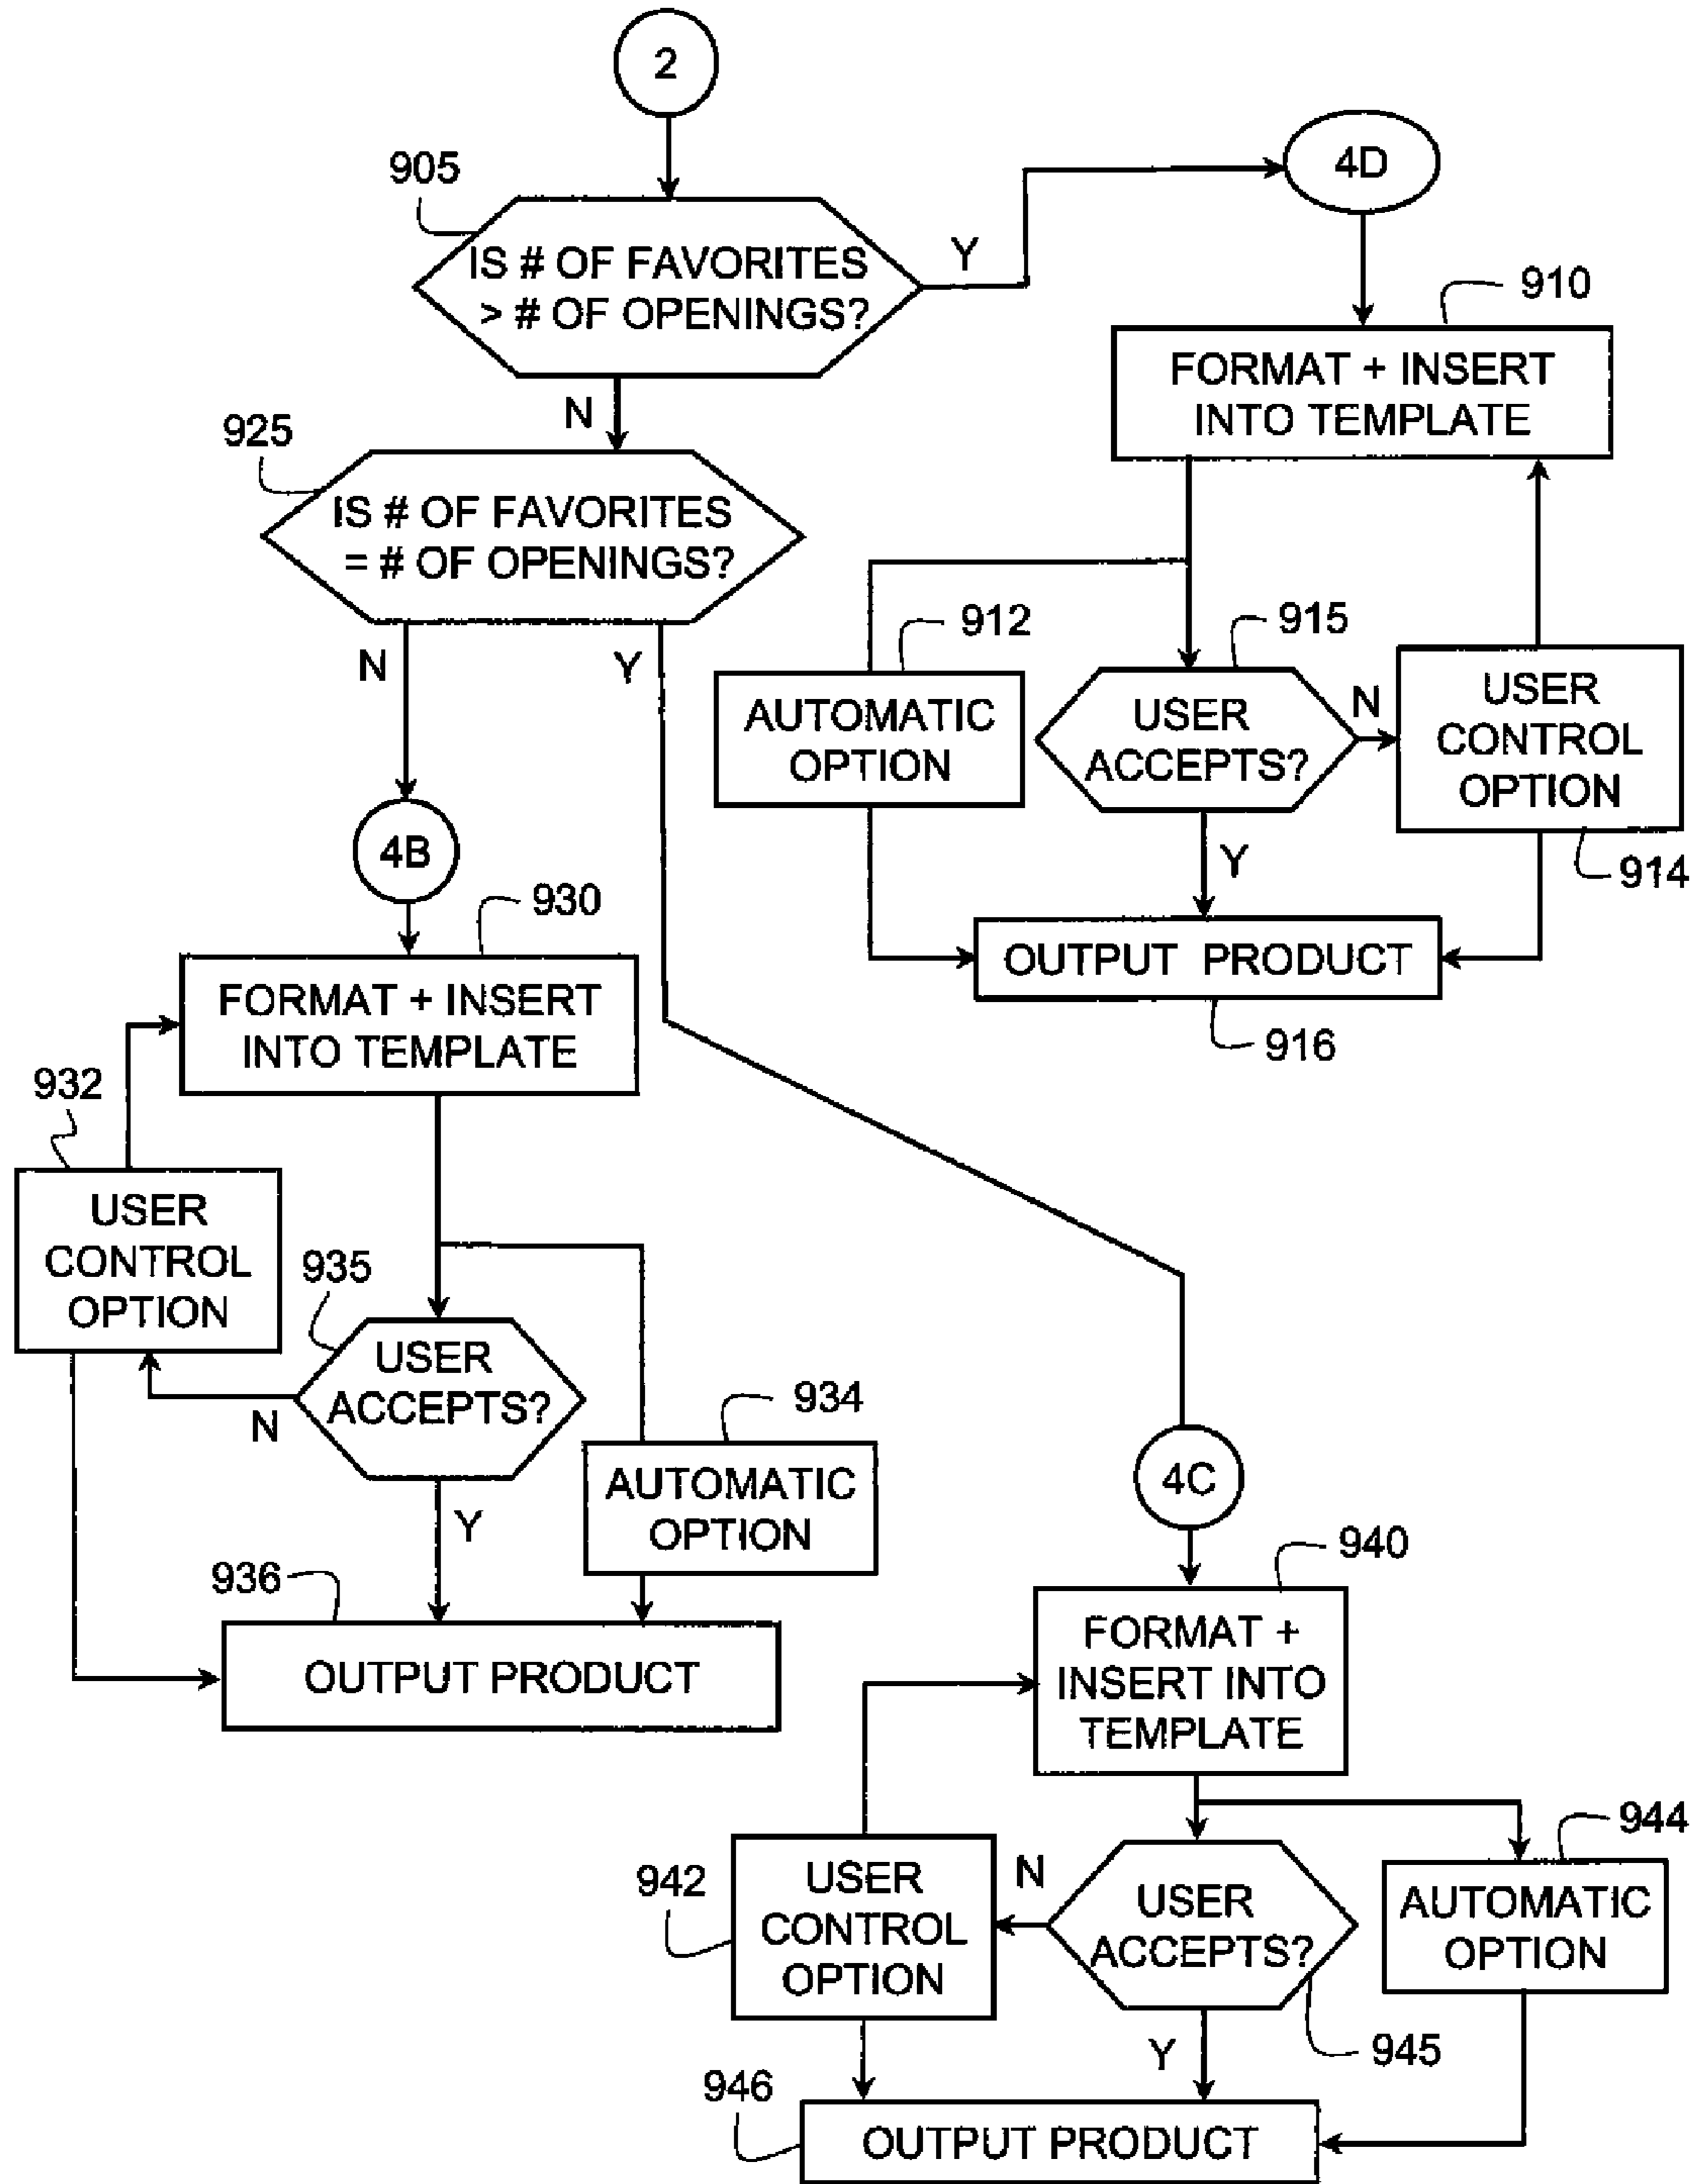 2
905
IS # OF FAVORITES
> # OF OPENINGS?
Y
4D
910
FORMAT + INSERT
INTO TEMPLATE
N
925
IS # OF FAVORITES
= # OF OPENINGS?
N
Y
912
AUTOMATIC
OPTION
915
USER
ACCEPTS?
N
USER
CONTROL
OPTION
914
Y
OUTPUT PRODUCT
916
4B
930
FORMAT + INSERT
INTO TEMPLATE
932
USER
CONTROL
OPTION
935
USER
ACCEPTS?
N
Y
934
AUTOMATIC
OPTION
936
OUTPUT PRODUCT
4C
940
FORMAT +
INSERT INTO
TEMPLATE
944
AUTOMATIC
OPTION
942
USER
CONTROL
OPTION
N
USER
ACCEPTS?
945
Y
946
OUTPUT PRODUCT